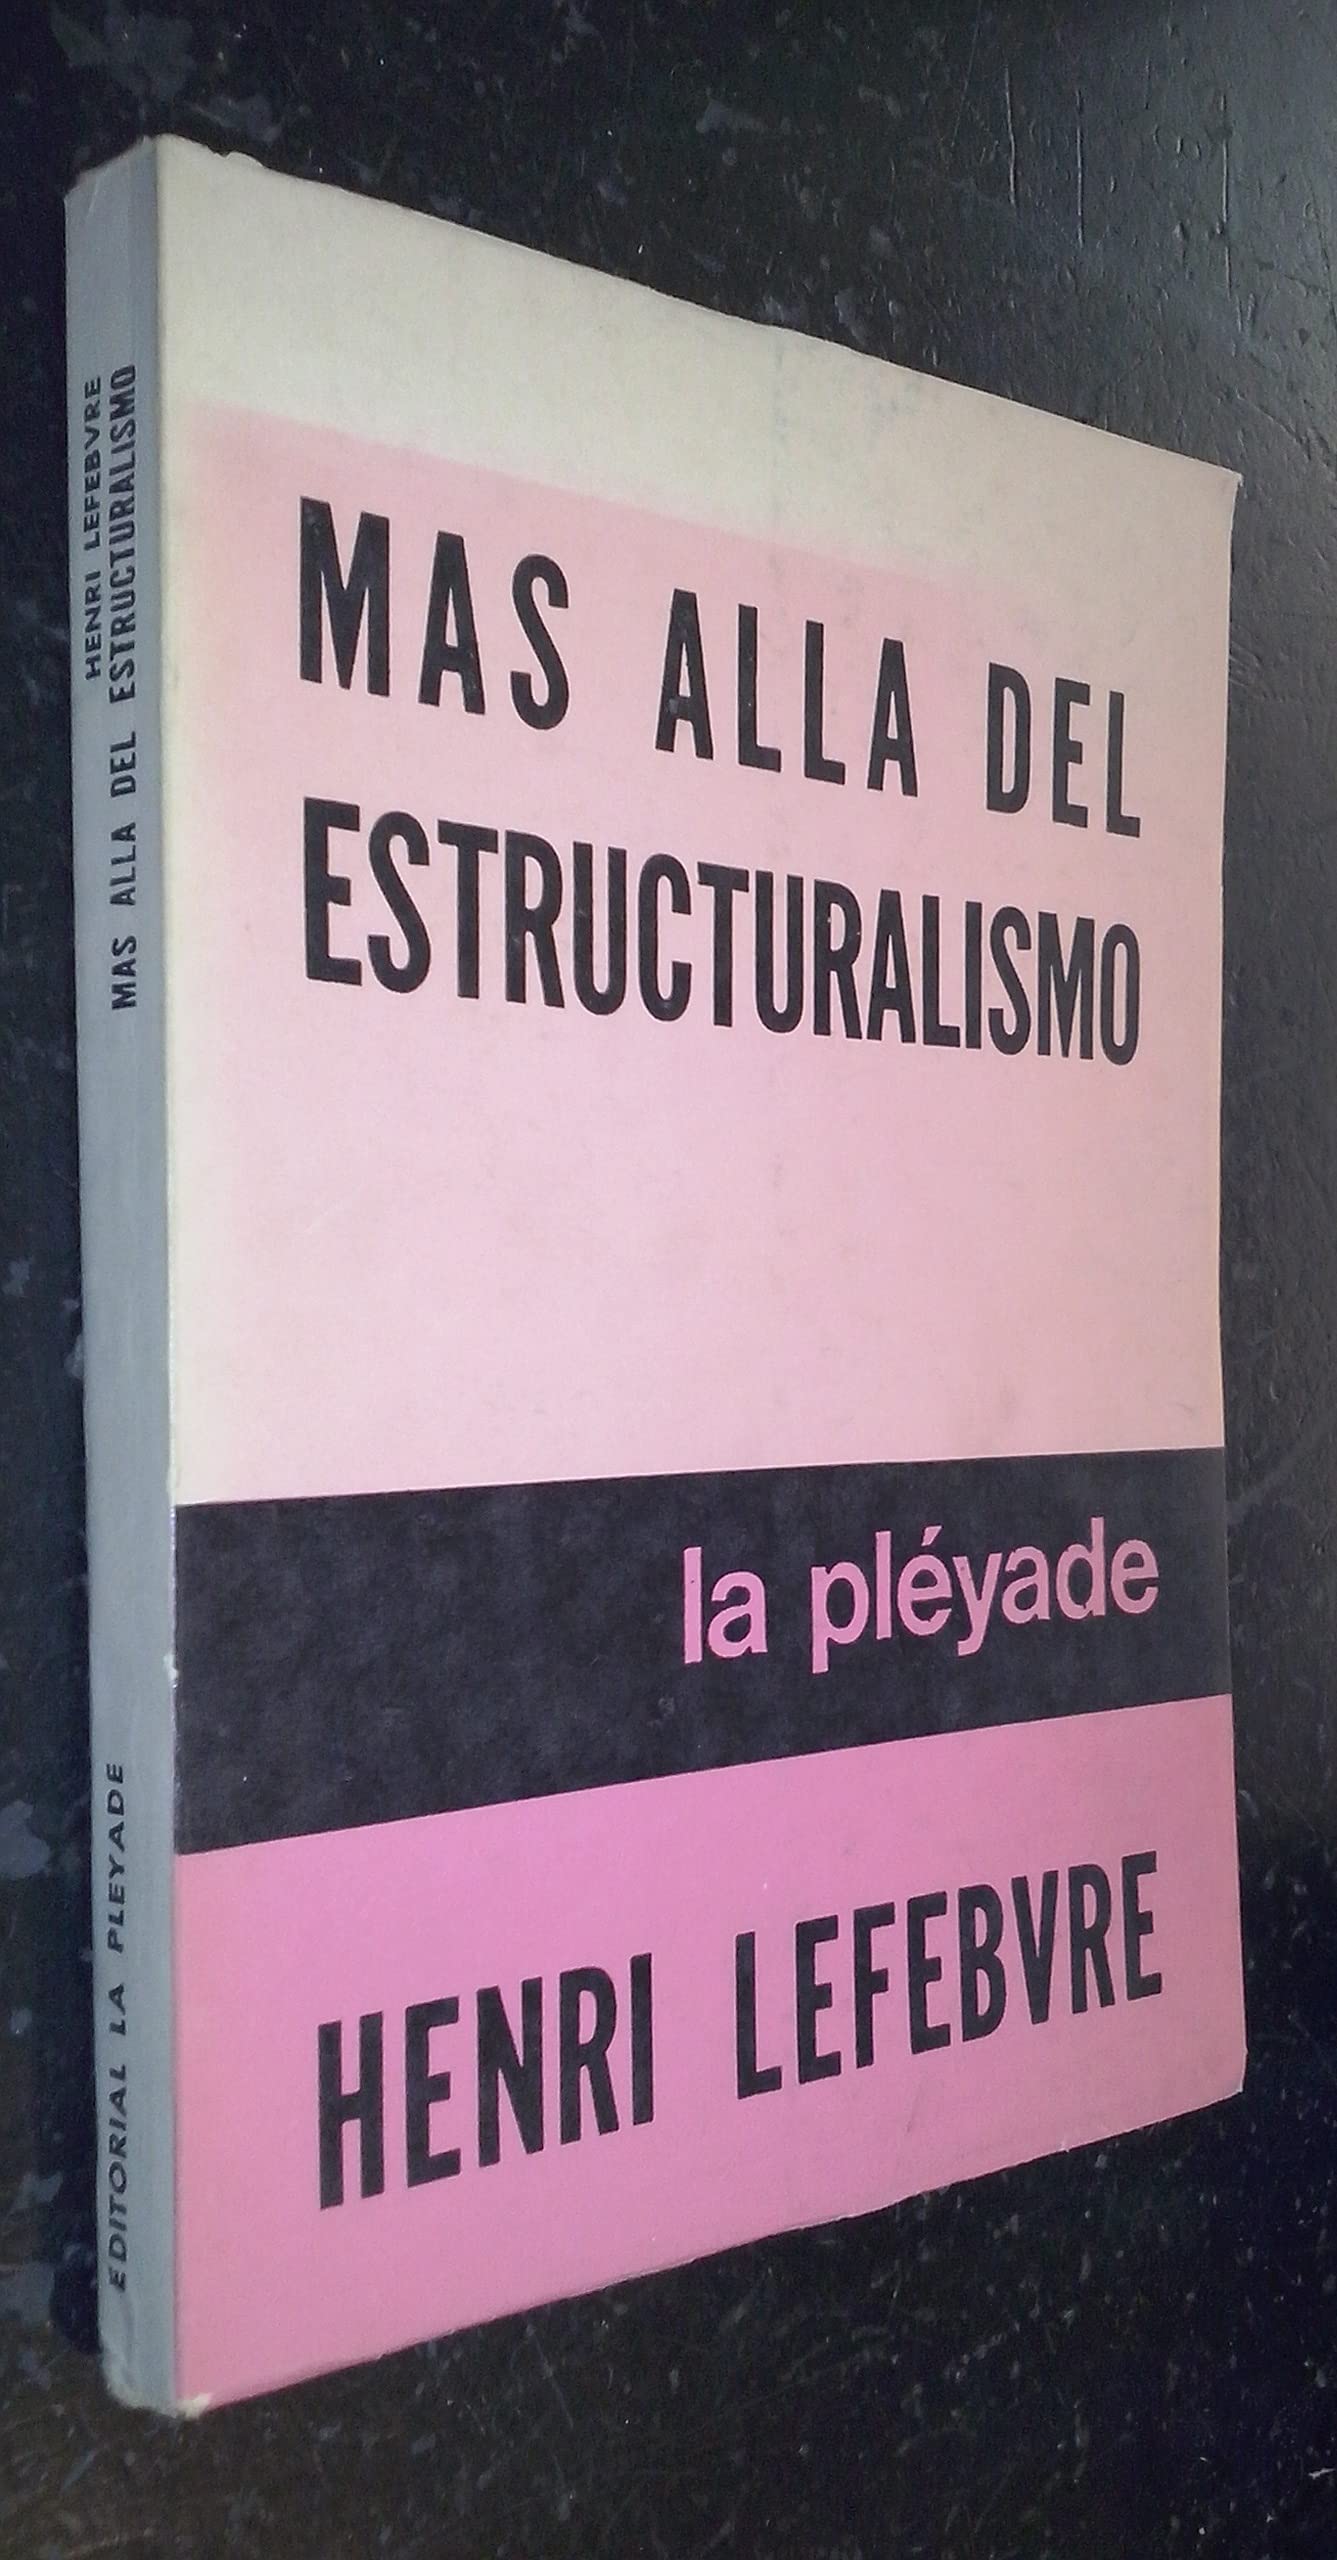 HENRI LEFEBVRE
MAS ALLA DEL ESTRUCTURALISMO
EDITORIAL LA PLEYADE
MAS ALLA DEL
ESTRUCTURALISMO
la pléyade
HENRI LEFEBVRE